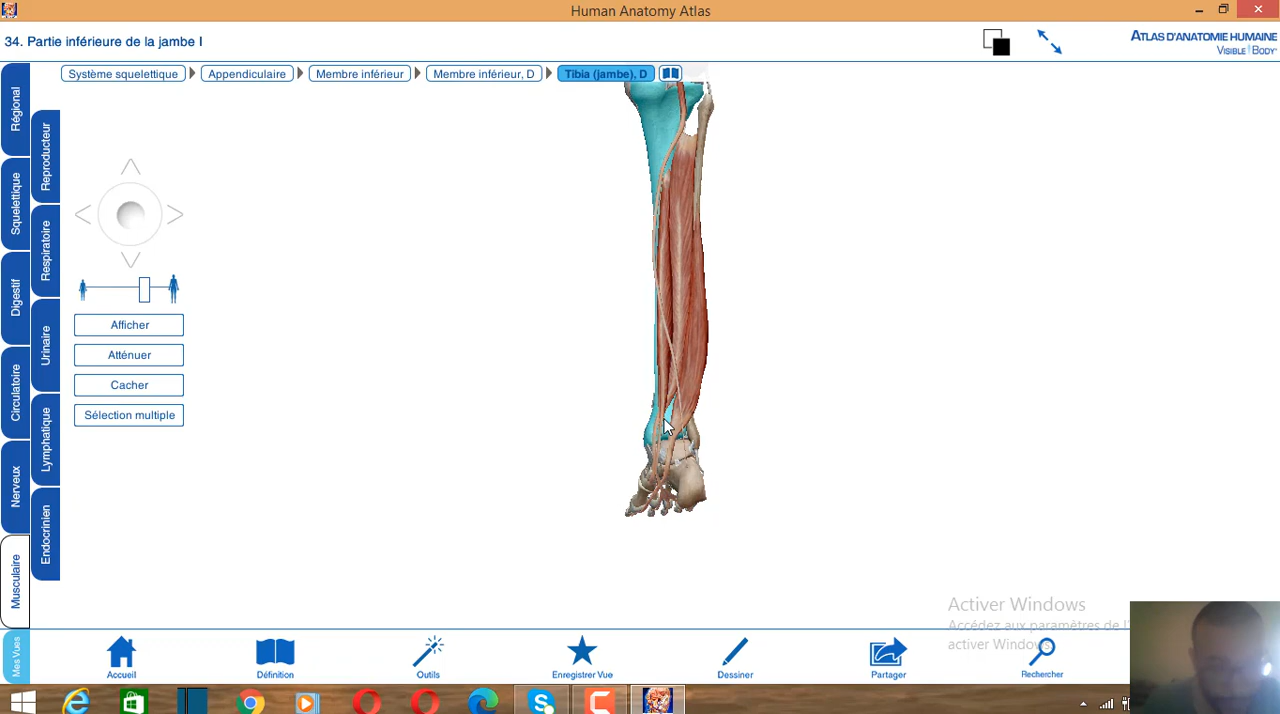 Human Anatomy Atlas
34. Partie inférieure de la jambe I
ATLAS D'ANATOMIE HUMAINE
VISIBLE BODY®
Système squelettique
Appendiculaire
Membre inférieur
Membre inférieur, D
Tibia (jambe), D
Régional
Squelettique
Digestif
Circulatoire
Nerveux
Musculaire
Mes Vues
Reproducteur
Respiratoire
Urinaire
Lymphatique
Endocrinien
Afficher
Atténuer
Cacher
Sélection multiple
Activer Windows
Accédez aux paramètres de l'
activer Windows
Accueil
Définition
Outils
Enregistrer Vue
Dessiner
Partager
Rechercher